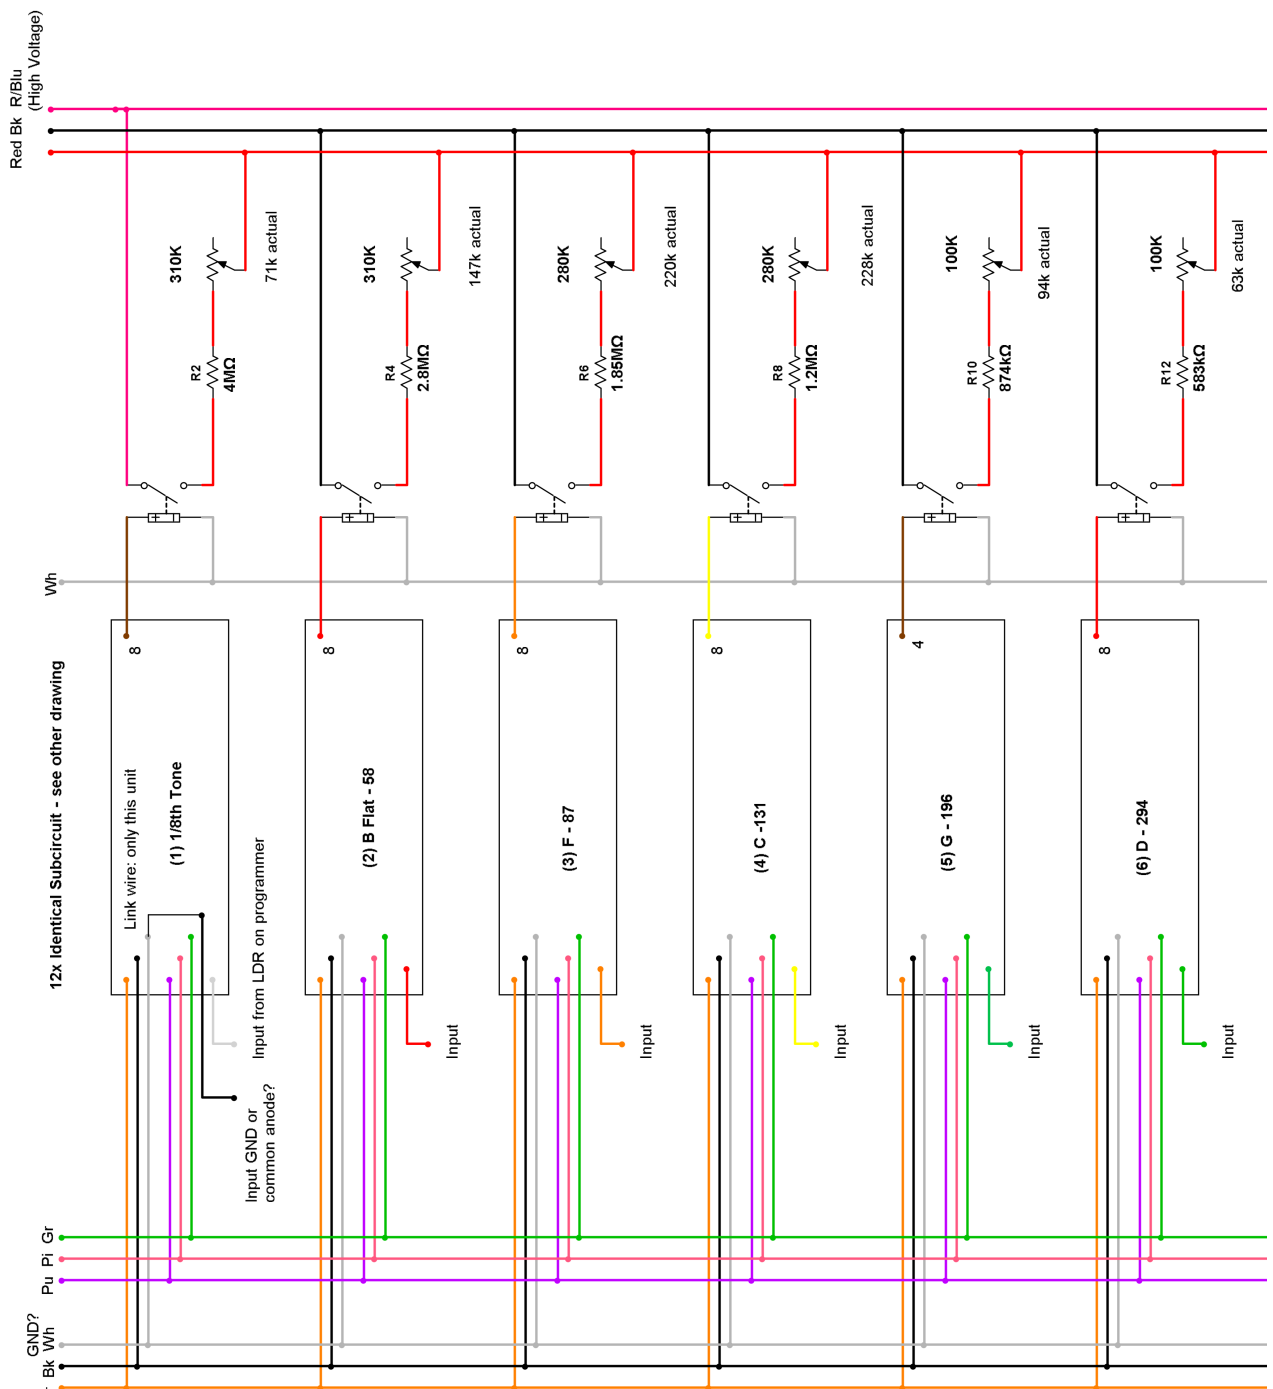 R/Blu
(High Voltage)
Bk
Red
310K
71k actual
R2
4MΩ
310K
147k actual
R4
2.8MΩ
280K
220k actual
R6
1.85MΩ
280K
228k actual
R8
1.2MΩ
100K
94k actual
R10
874kΩ
100K
63k actual
R12
583kΩ
Wh
12x Identical Subcircuit - see other drawing
8
Link wire: only this unit
(1) 1/8th Tone
Input from LDR on programmer
Input GND or
common anode?
8
(2) B Flat - 58
Input
8
(3) F - 87
Input
8
(4) C -131
Input
4
(5) G - 196
Input
8
(6) D - 294
Input
Gr
Pi
Pu
GND?
Wh
Bk